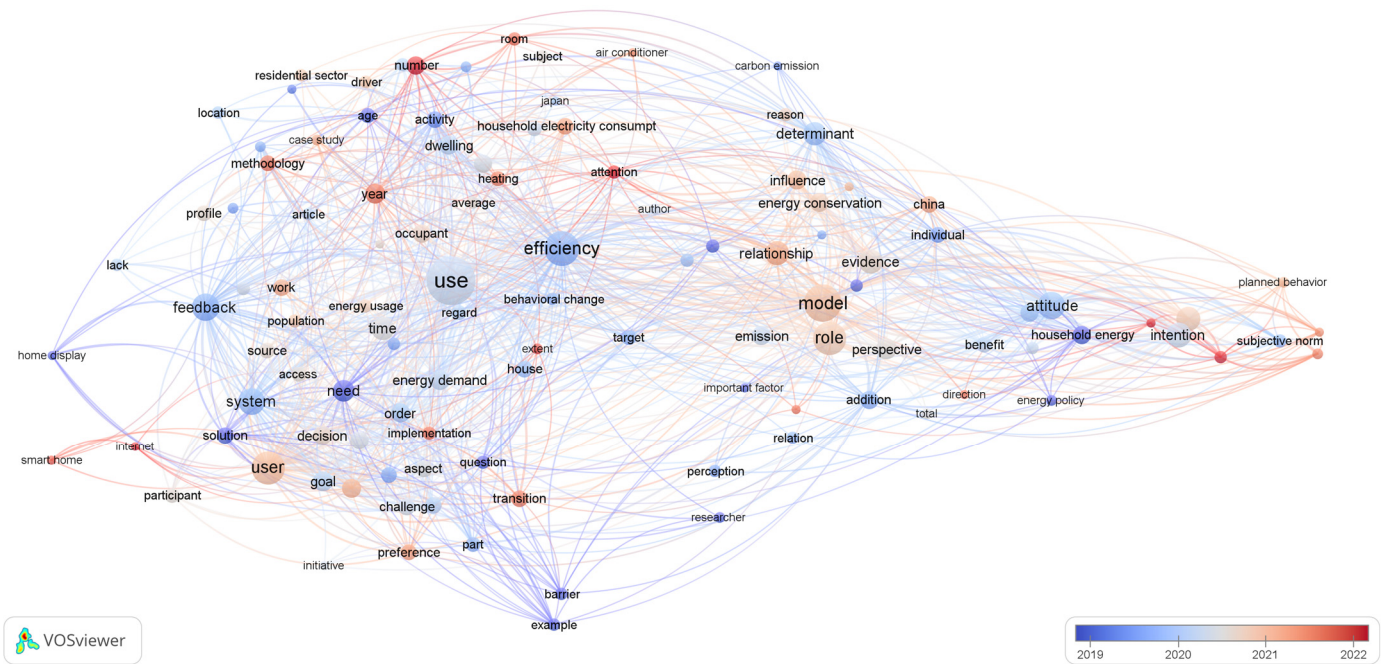 room
number
subject
air conditioner
residential sector
driver
carbon emission
location
japan
age
activity
household electricity consumpt
reason
determinant
case study
dwelling
methodology
heating
attention
influence
year
average
energy conservation
china
profile
article
author
occupant
individual
efficiency
relationship
evidence
lack
use
work
energy usage
behavioral change
model
planned behavior
feedback
regard
attitude
population
time
target
emission
role
household energy
intention
subjective norm
source
extent
perspective
benefit
home display
access
house
energy demand
need
important factor
direction
energy policy
system
order
addition
total
solution
decision
implementation
relation
internet
smart home
user
aspect
question
perception
goal
participant
challenge
transition
researcher
part
preference
initiative
barrier
example
VOSviewer
2019
2020
2021
2022